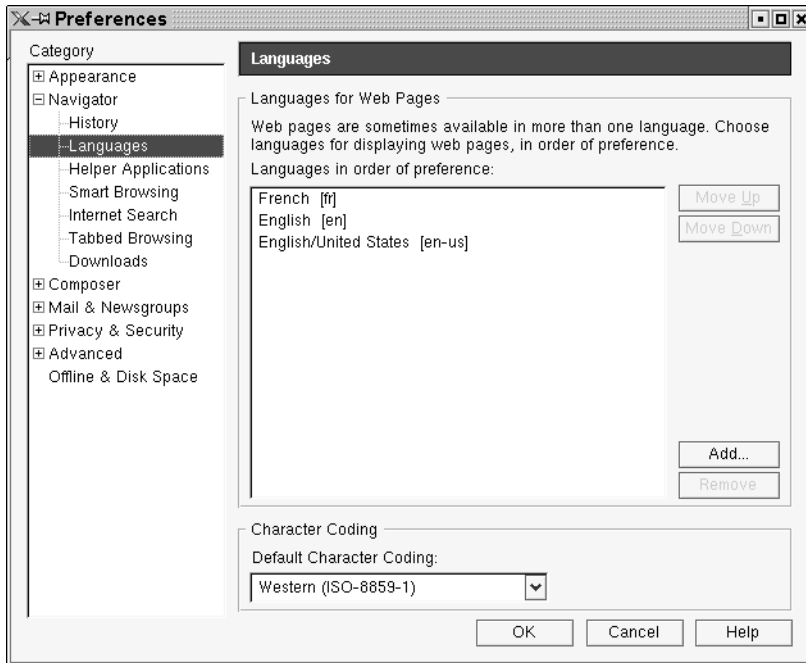 Preferences
Category
Appearance
Navigator
History
Languages
Helper Applications
Smart Browsing
Internet Search
Tabbed Browsing
Downloads
Composer
Mail & Newsgroups
Privacy & Security
Advanced
Offline & Disk Space
Languages
Languages for Web Pages
Web pages are sometimes available in more than one language. Choose
languages for displaying web pages, in order of preference.
Languages in order of preference:
French [fr]
English [en]
English/United States [en-us]
Move Up
Move Down
Add...
Remove
Character Coding
Default Character Coding:
Western (ISO-8859-1)
OK Cancel Help